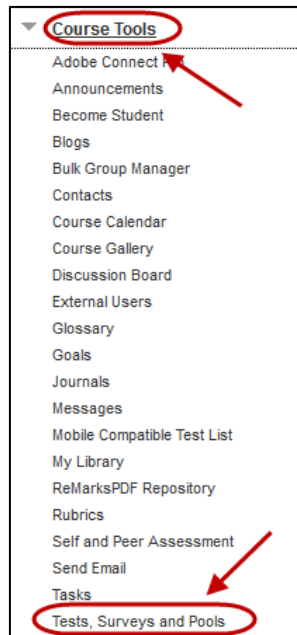 Course Tools
Adobe Connect
Announcements
Become Student
Blogs
Bulk Group Manager
Contacts
Course Calendar
Course Gallery
Discussion Board
External Users
Glossary
Goals
Journals
Messages
Mobile Compatible Test List
My Library
ReMarksPDF Repository
Rubrics
Self and Peer Assessment
Send Email
Tasks
Tests, Surveys and Pools